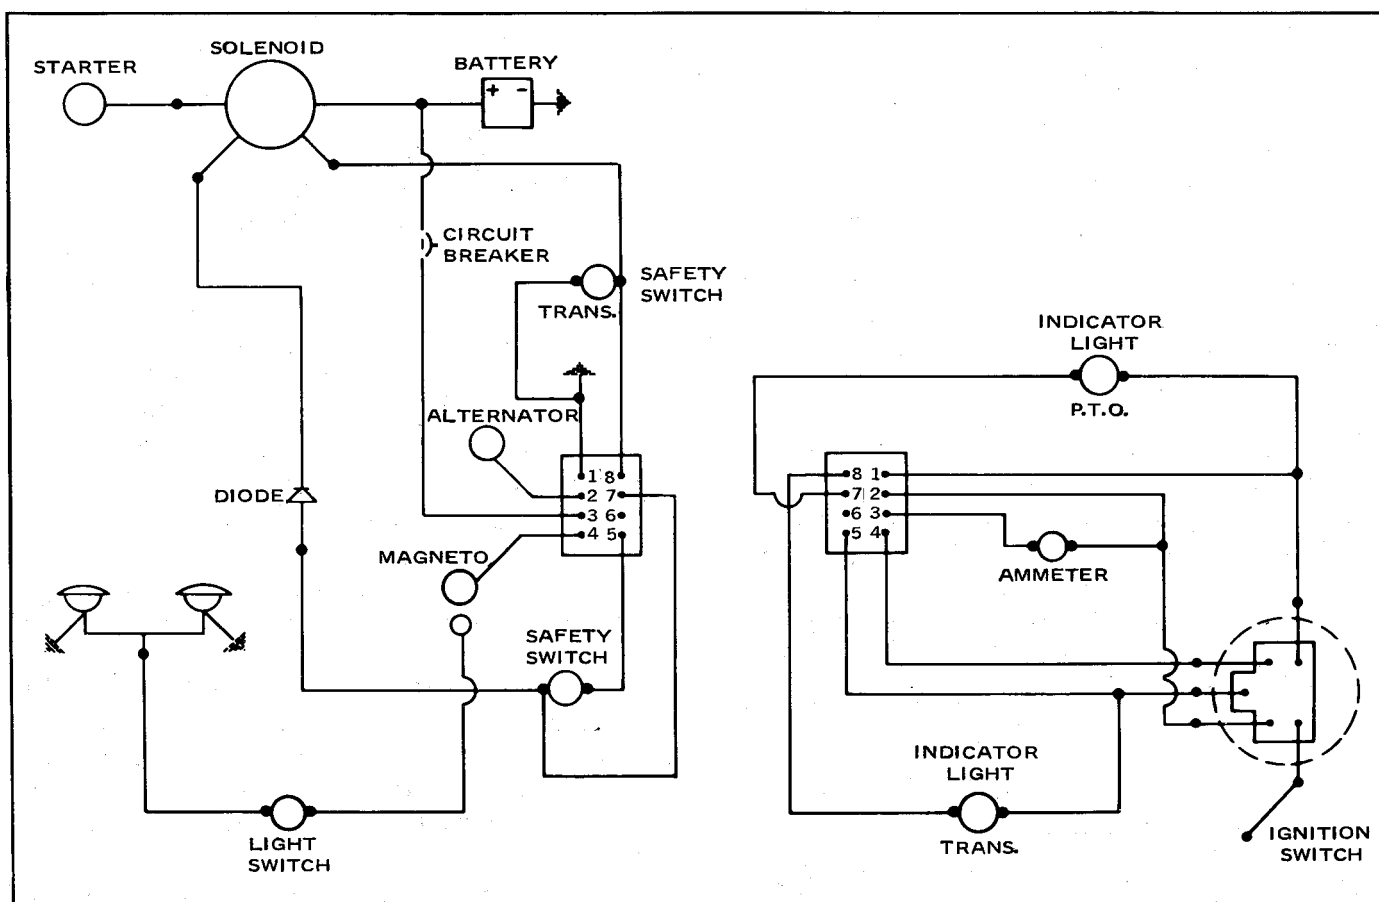 SOLENOID
STARTER
BATTERY
+ -
CIRCUIT
BREAKER
SAFETY
SWITCH
TRANS.
INDICATOR
LIGHT
P.T.O.
ALTERNATOR
1 8
2 7
3 6
4 5
8 1
7 2
6 3
5 4
DIODE
MAGNETO
AMMETER
SAFETY
SWITCH
INDICATOR
LIGHT
TRANS.
LIGHT
SWITCH
IGNITION
SWITCH